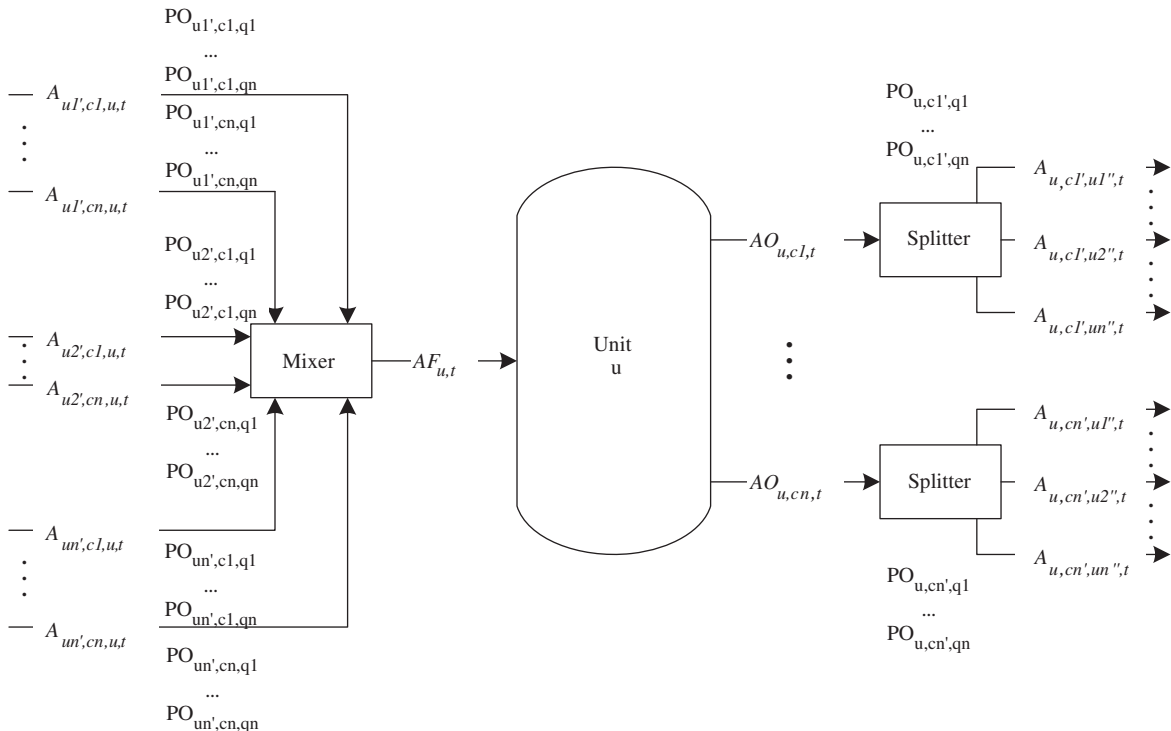 PO_{u1',c1,q1}
...
PO_{u1',c1,qn}
A_{u1',c1,u,t}
PO_{u1',cn,q1}
...
PO_{u1',cn,qn}
A_{u1',cn,u,t}
PO_{u2',c1,q1}
...
PO_{u2',c1,qn}
A_{u2',c1,u,t}
A_{u2',cn,u,t}
PO_{u2',cn,q1}
...
PO_{u2',cn,qn}
A_{un',c1,u,t}
PO_{un',c1,q1}
...
PO_{un',c1,qn}
A_{un',cn,u,t}
PO_{un',cn,q1}
...
PO_{un',cn,qn}
Mixer
AF_{u,t}
Unit
u
AO_{u,c1,t}
PO_{u,c1',q1}
...
PO_{u,c1',qn}
Splitter
A_{u,c1',u1'',t}
A_{u,c1',u2'',t}
A_{u,c1',un'',t}
AO_{u,cn,t}
Splitter
A_{u,cn',u1'',t}
A_{u,cn',u2'',t}
A_{u,cn',un'',t}
PO_{u,cn',q1}
...
PO_{u,cn',qn}